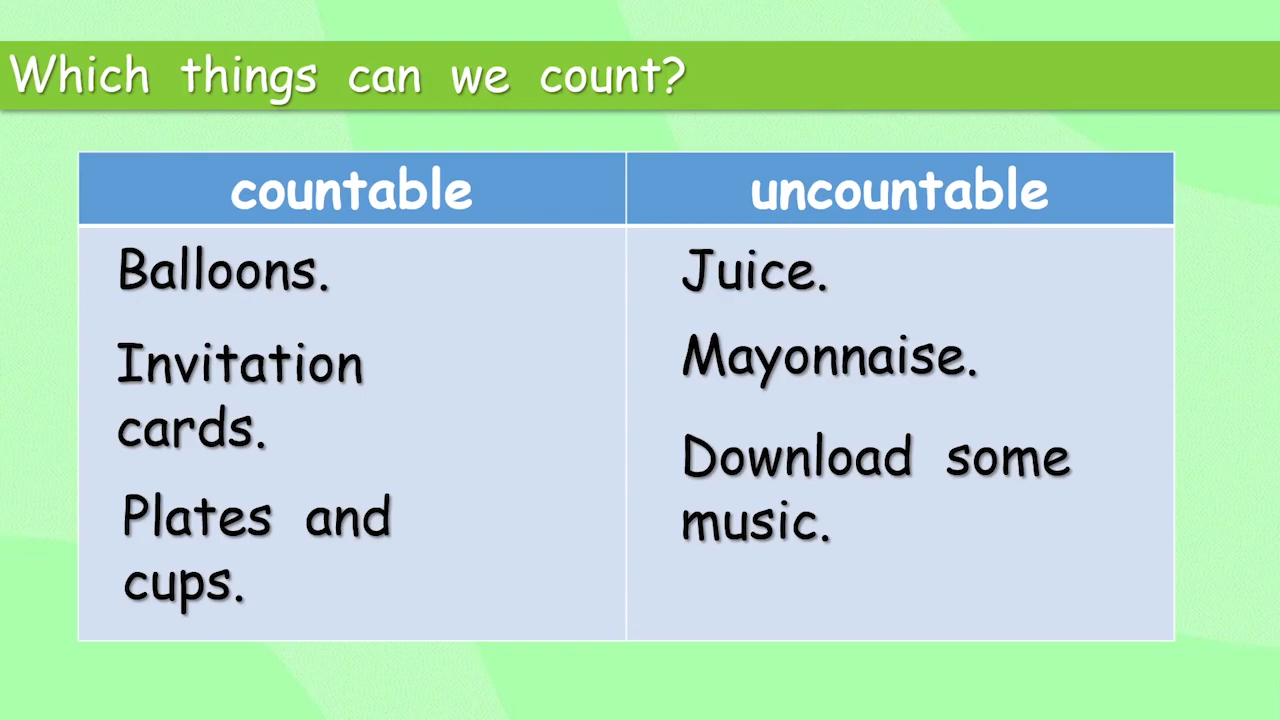 Which things can we count?
countable
uncountable
Balloons.
Juice.
Invitation
cards.
Mayonnaise.
Plates and
cups.
Download some
music.